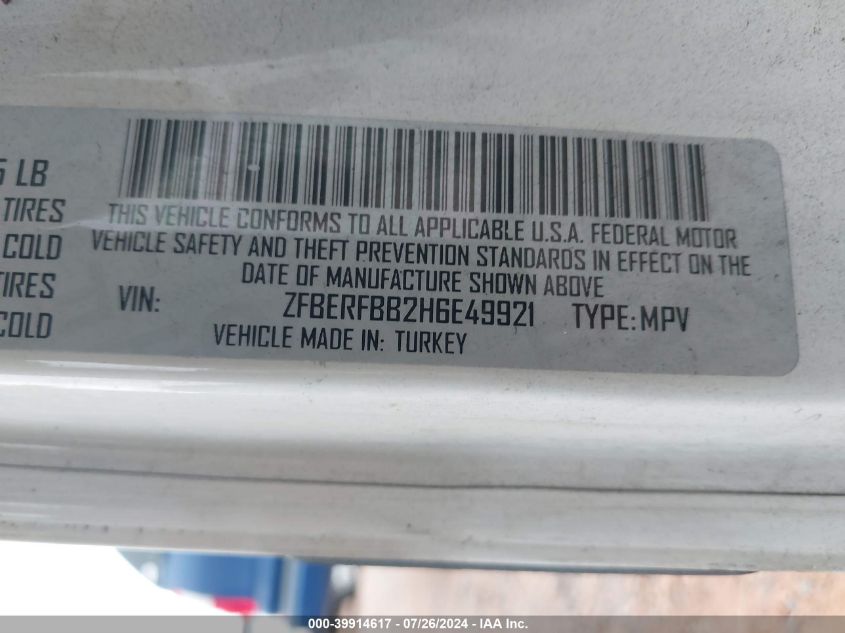 5 LB
TIRES
COLD
TIRES
COLD
THIS VEHICLE CONFORMS TO ALL APPLICABLE U.S.A. FEDERAL MOTOR
VEHICLE SAFETY AND THEFT PREVENTION STANDARDS IN EFFECT ON THE
DATE OF MANUFACTURE SHOWN ABOVE
VIN: ZFBERFBB2H6E49921 TYPE: MPV
VEHICLE MADE IN: TURKEY
000-39914617 - 07/26/2024 - IAA Inc.